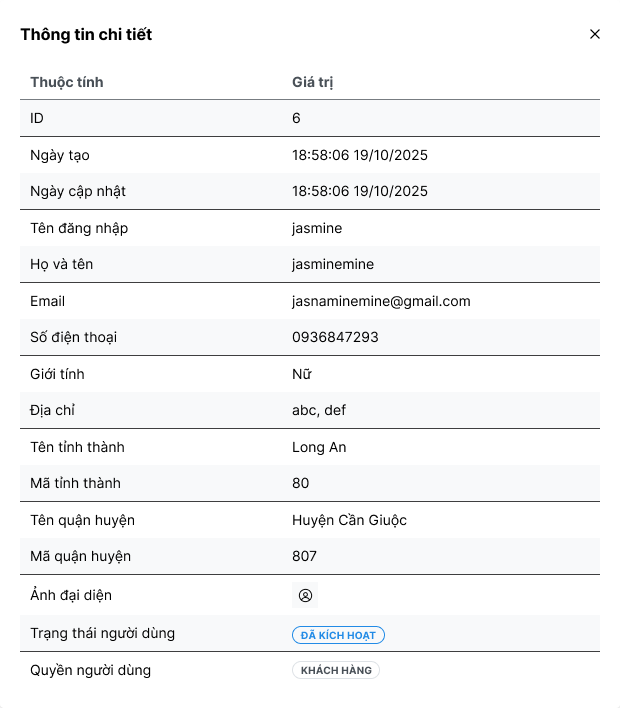 Thông tin chi tiết
Thuộc tính Giá trị
ID 6
Ngày tạo 18:58:06 19/10/2025
Ngày cập nhật 18:58:06 19/10/2025
Tên đăng nhập jasmine
Họ và tên jasminemine
Email jasnaminemine@gmail.com
Số điện thoại 0936847293
Giới tính Nữ
Địa chỉ abc, def
Tên tỉnh thành Long An
Mã tỉnh thành 80
Tên quận huyện Huyện Cần Giuộc
Mã quận huyện 807
Ảnh đại diện
Trạng thái người dùng ĐÃ KÍCH HOẠT
Quyền người dùng KHÁCH HÀNG